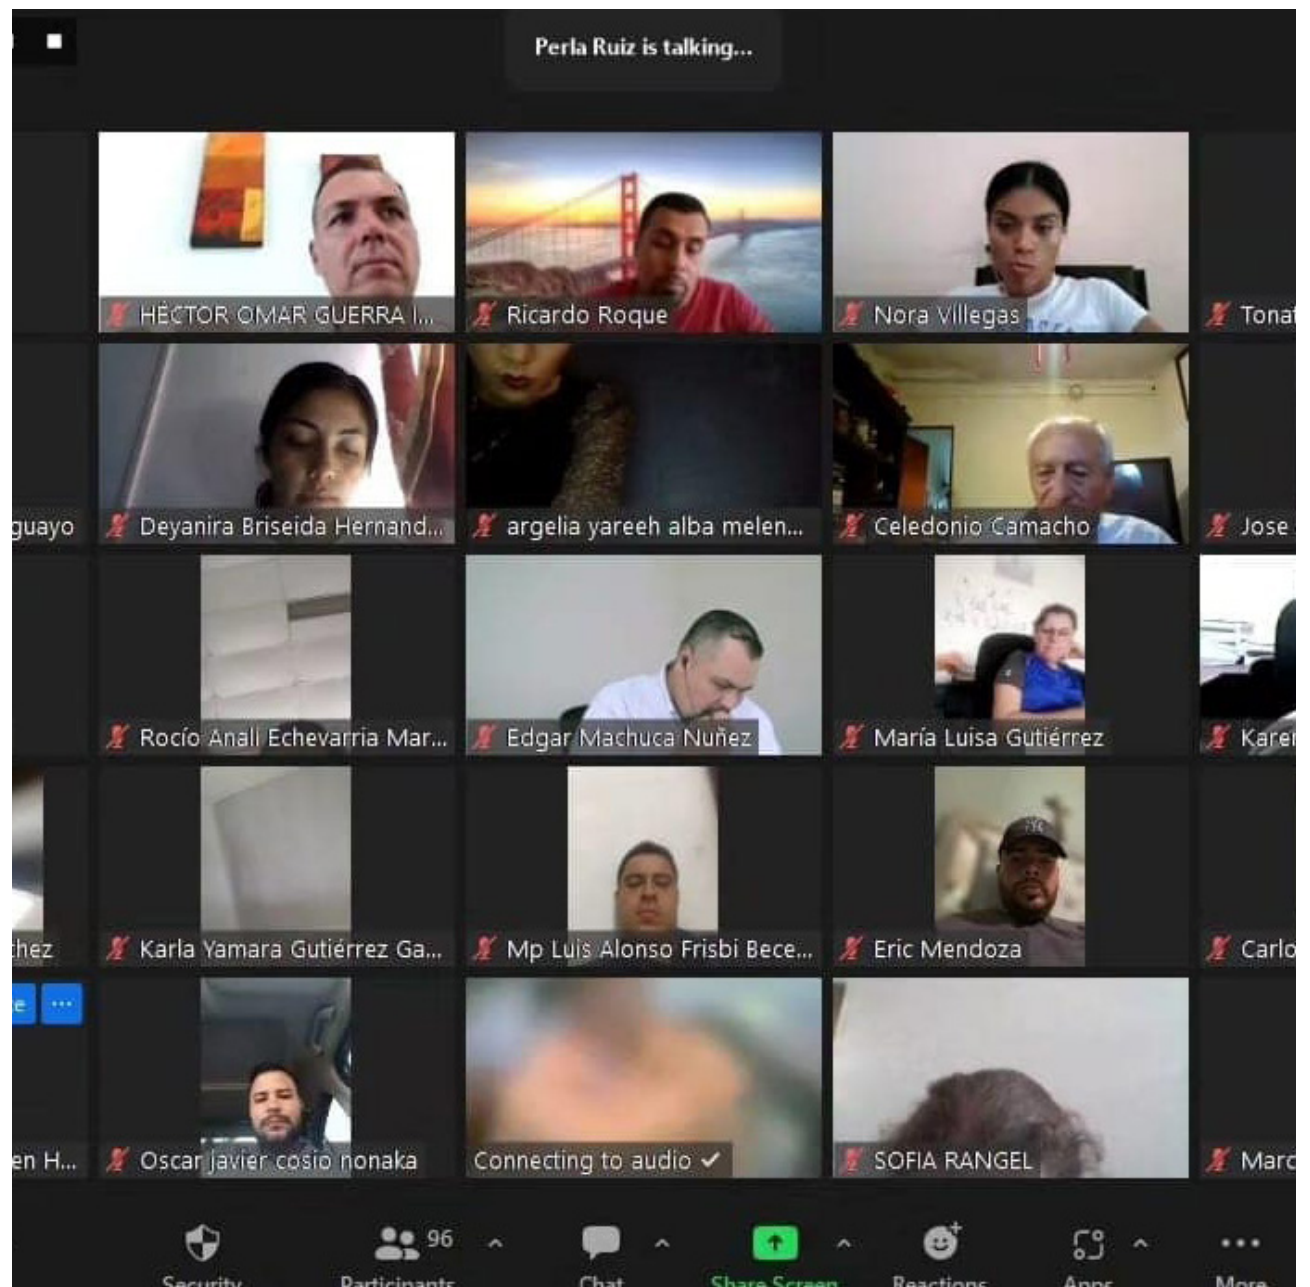 Perla Ruiz is talking...
HÉCTOR OMAR GUERRA I...
Ricardo Roque
Nora Villegas
Tonat
guayo
Deyanira Briseida Hernand...
argelia yareeh alba melen...
Celedonio Camacho
Jose
Rocío Anali Echevarria Mar...
Edgar Machuca Nuñez
María Luisa Gutiérrez
Karen
chez
Karla Yamara Gutiérrez Ga...
Mp Luis Alonso Frisbi Bece...
Eric Mendoza
Carlo
en H...
Oscar javier cosio nonaka
Connecting to audio ✓
SOFIA RANGEL
Marc
96
Security
Participants
Chat
Share Screen
Reactions
Apps
More